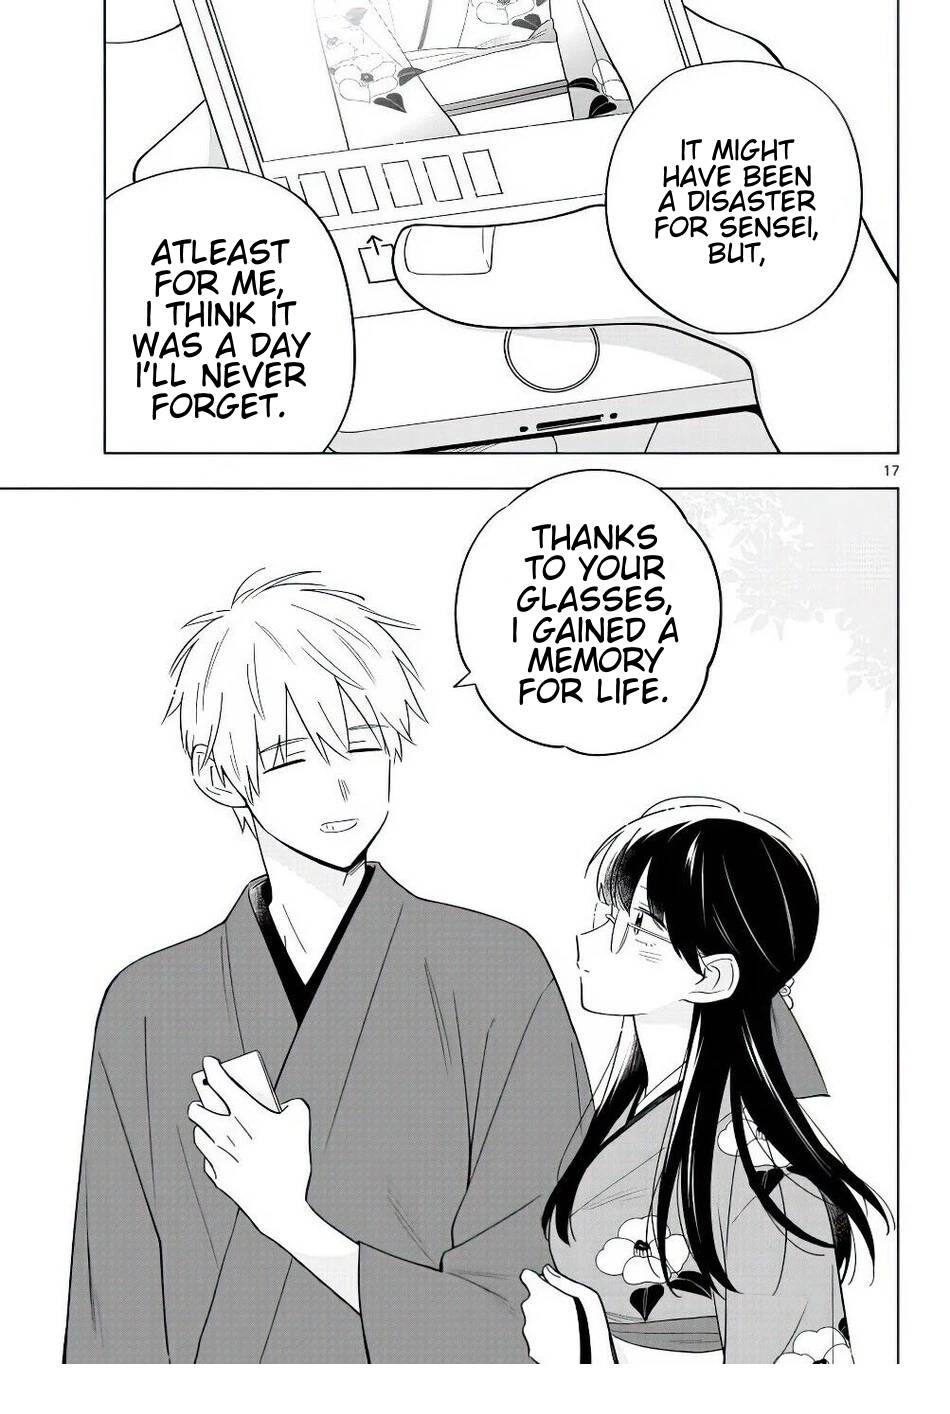 IT MIGHT
HAVE BEEN
A DISASTER
FOR SENSEI,
BUT,
ATLEAST
FOR ME,
I THINK IT
WAS A DAY
I'LL NEVER
FORGET.
17
THANKS
TO YOUR
GLASSES,
I GAINED A
MEMORY
FOR LIFE.